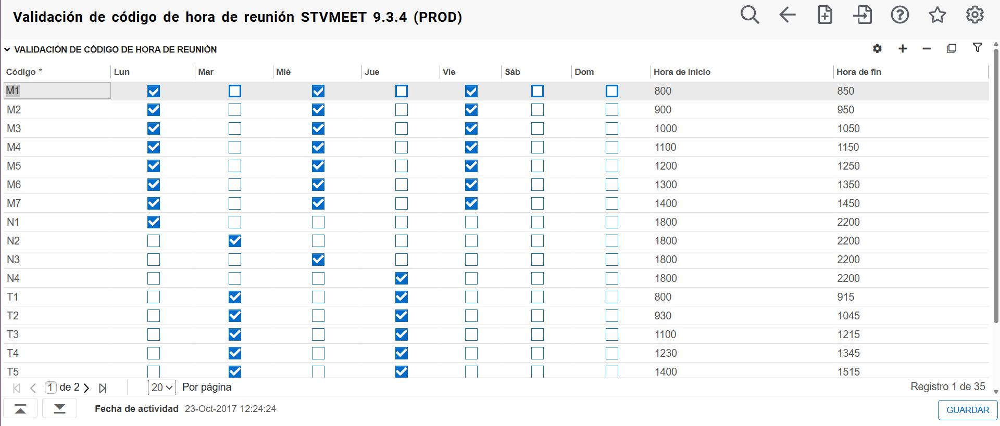 Validación de código de hora de reunión STVMEET 9.3.4 (PROD)
VALIDACIÓN DE CÓDIGO DE HORA DE REUNIÓN
Código * Lun Mar Mié Jue Vie Sáb Dom Hora de inicio Hora de fin
M1 800 850
M2 900 950
M3 1000 1050
M4 1100 1150
M5 1200 1250
M6 1300 1350
M7 1400 1450
N1 1800 2200
N2 1800 2200
N3 1800 2200
N4 1800 2200
T1 800 915
T2 930 1045
T3 1100 1215
T4 1230 1345
T5 1400 1515
1 de 2 20 Por página Registro 1 de 35
Fecha de actividad 23-Oct-2017 12:24:24 GUARDAR